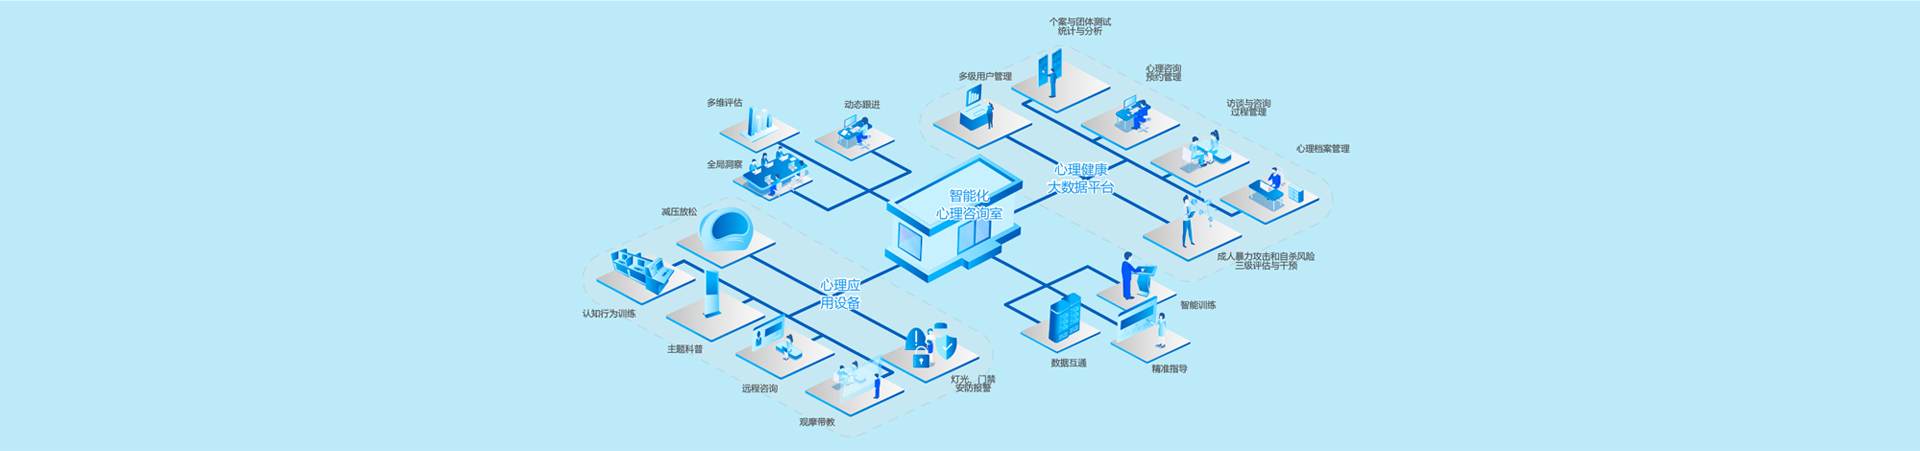 个案与团体测试
统计与分析
多级用户管理
心理咨询
预约管理
访谈与咨询
过程管理
心理档案管理
多维评估
动态跟进
全局洞察
心理健康
大数据平台
智能化
心理咨询室
减压放松
成人暴力攻击和自杀风险
三级评估与干预
心理应
用设备
认知行为训练
智能训练
主题科普
数据互通
精准指导
远程咨询
灯光、门禁
安防报警
观摩带教